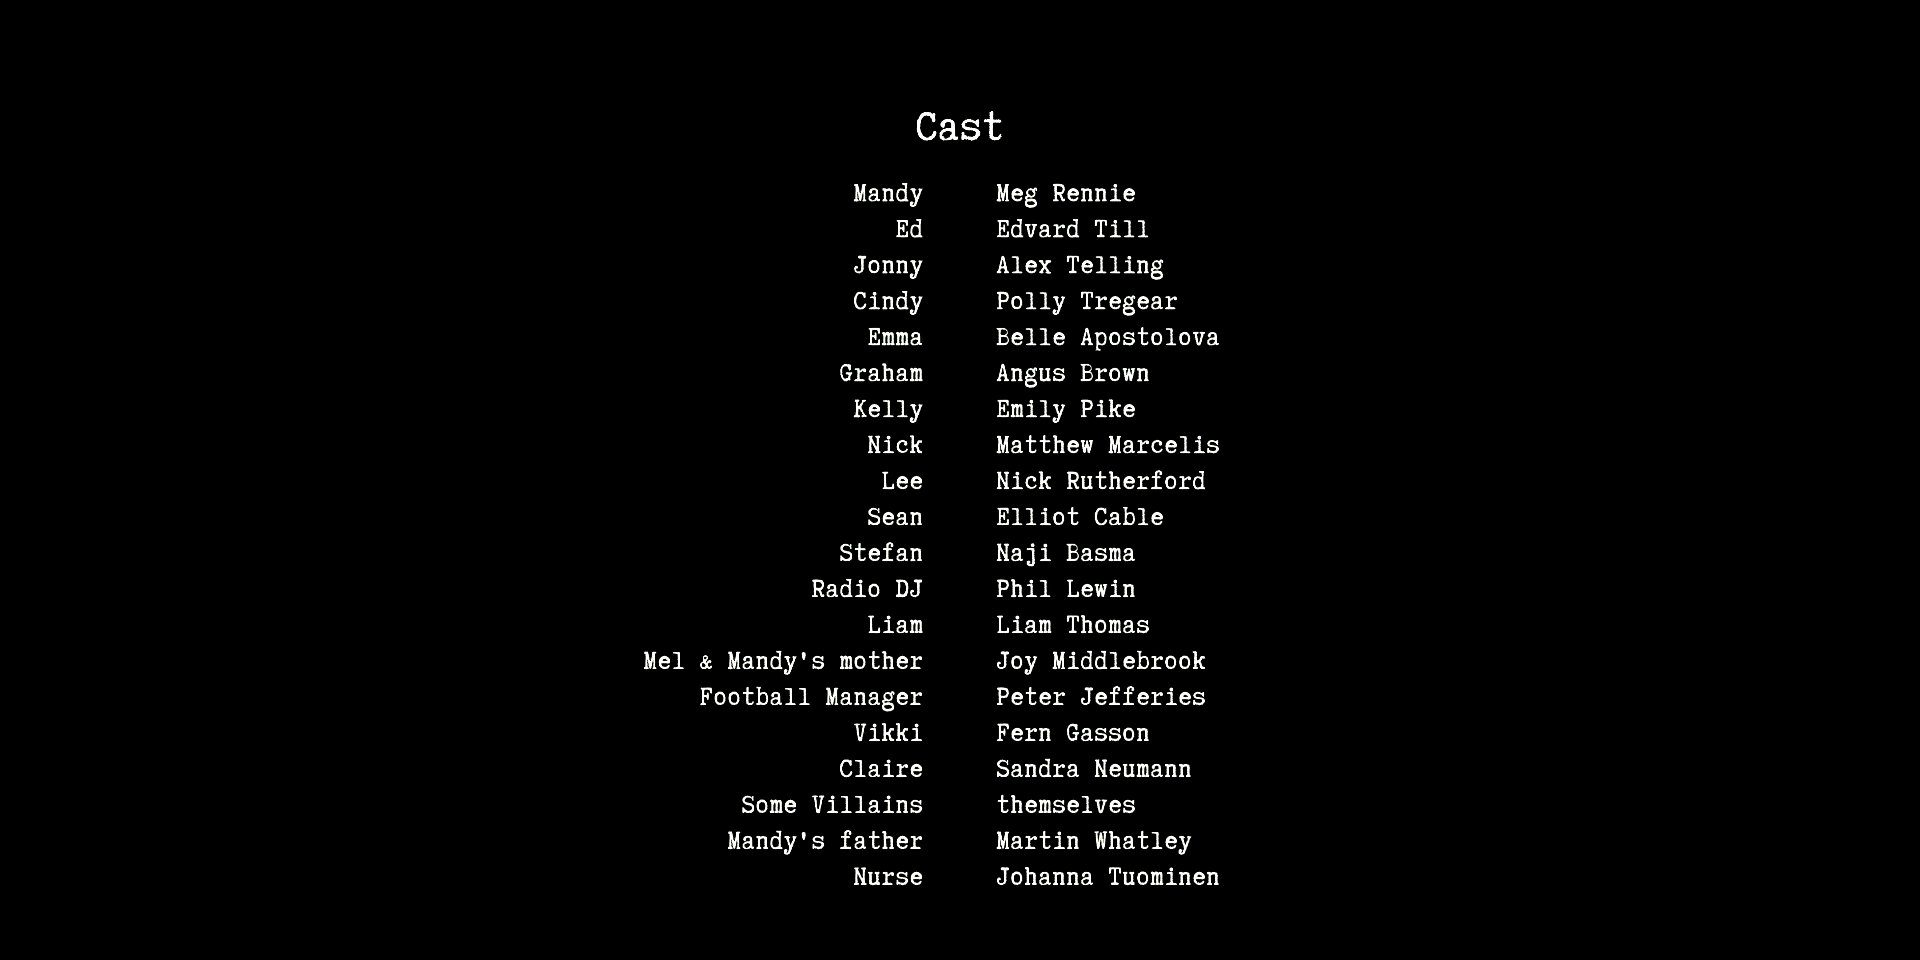 Cast
Mandy Meg Rennie
Ed Edvard Till
Jonny Alex Telling
Cindy Polly Tregear
Emma Belle Apostolova
Graham Angus Brown
Kelly Emily Pike
Nick Matthew Marcelis
Lee Nick Rutherford
Sean Elliot Cable
Stefan Naji Basma
Radio DJ Phil Lewin
Liam Liam Thomas
Mel & Mandy's mother Joy Middlebrook
Football Manager Peter Jefferies
Vikki Fern Gasson
Claire Sandra Neumann
Some Villains themselves
Mandy's father Martin Whatley
Nurse Johanna Tuominen